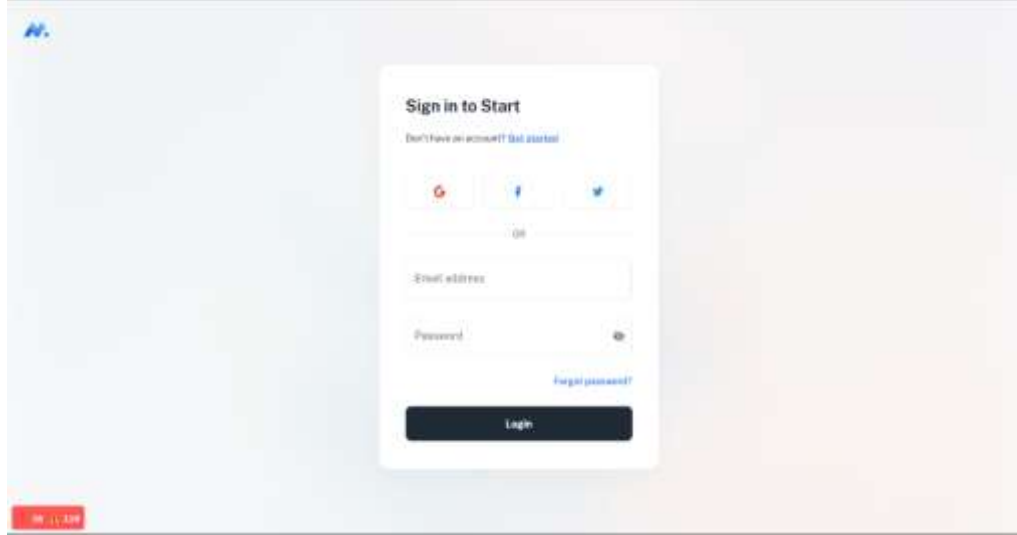 Sign in to Start
Don't have an account? Get started
OR
Email address
Password
Forgot password?
Login